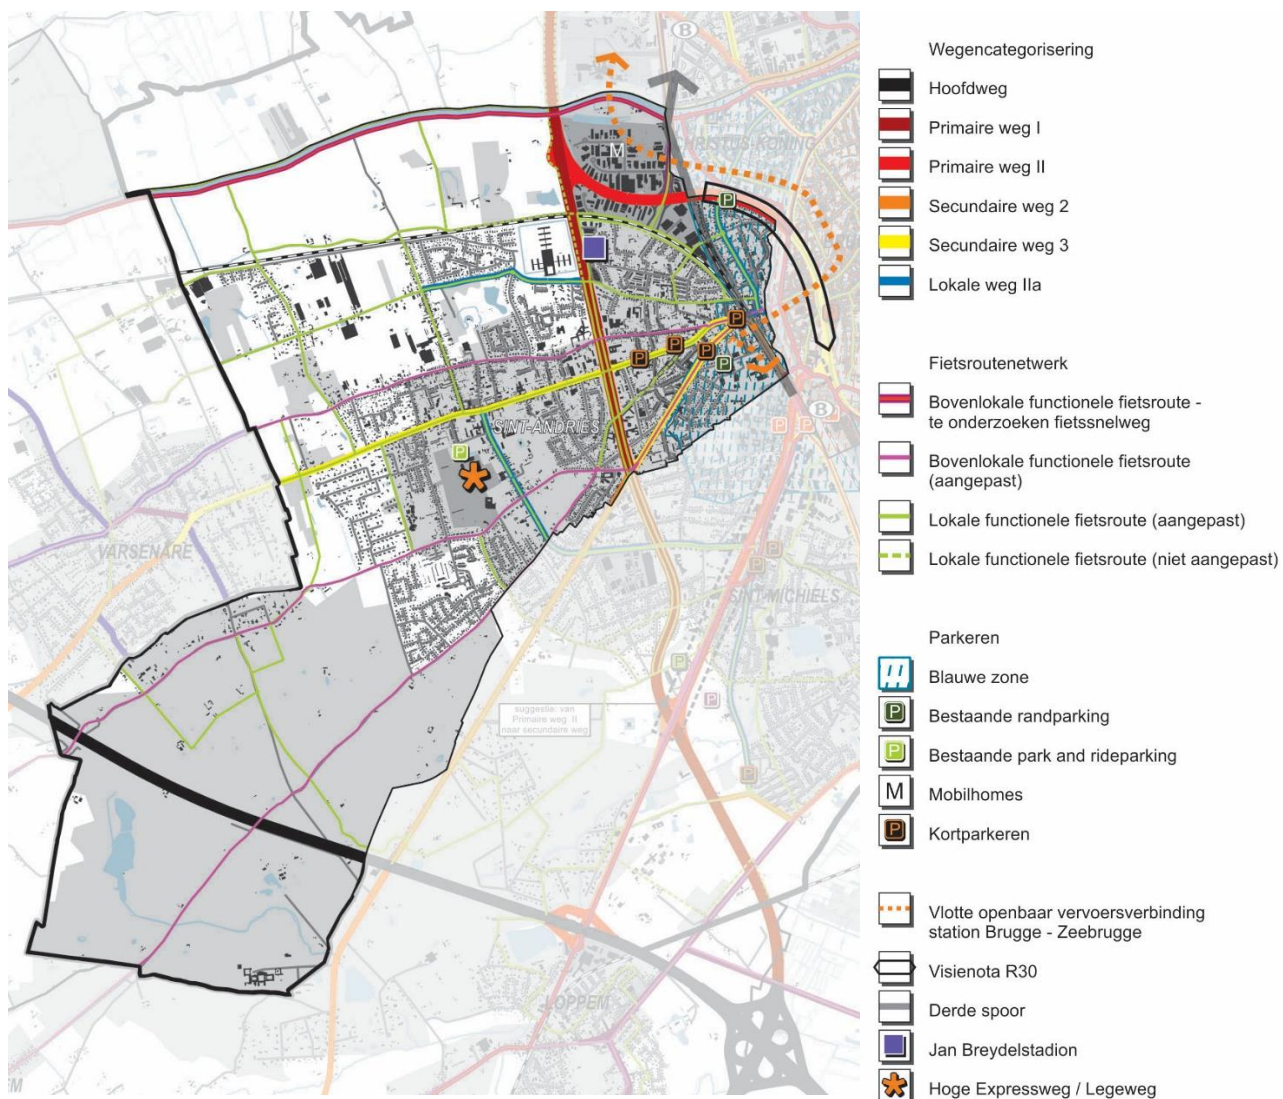 B
CHRISTUS-KONING
M
P
P
P
P
P
P
SINT-ANDRIES
P
B
P
P
VARSENARE
P
P
SINT-MICHIELS
P
P
suggestie: van
Primaire weg II
naar secundaire weg
P
LOPPEM
EM
Wegencategorisering
Hoofdweg
Primaire weg I
Primaire weg II
Secundaire weg 2
Secundaire weg 3
Lokale weg IIa
Fietsroutenetwerk
Bovenlokale functionele fietsroute -
te onderzoeken fietssnelweg
Bovenlokale functionele fietsroute
(aangepast)
Lokale functionele fietsroute (aangepast)
Lokale functionele fietsroute (niet aangepast)
Parkeren
Blauwe zone
P Bestaande randparking
P Bestaande park and rideparking
M Mobilhomes
P Kortparkeren
Vlotte openbaar vervoersverbinding
station Brugge - Zeebrugge
Visienota R30
Derde spoor
Jan Breydelstadion
Hoge Expressweg / Legeweg